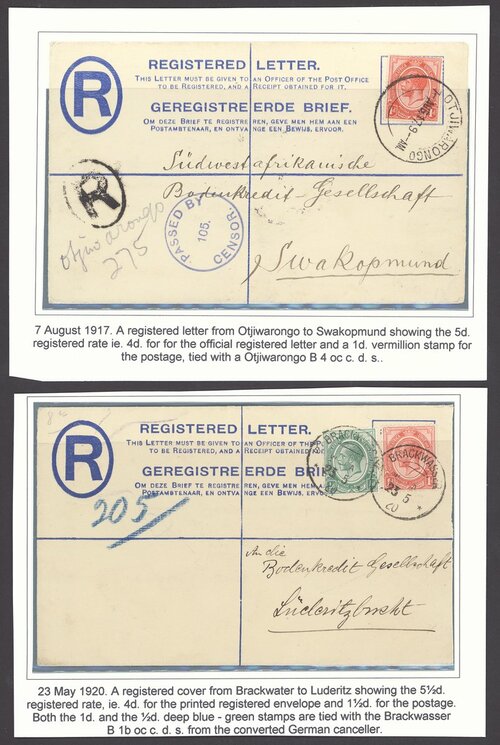 REGISTERED LETTER.
THIS LETTER MUST BE GIVEN TO AN OFFICER OF THE POST OFFICE
TO BE REGISTERED, AND A RECEIPT OBTAINED FOR IT.
R
GEREGISTREERDE BRIEF.
OM DEZE BRIEF TE REGISTREREN, GEVE MEN HEM AAN EEN
POSTAMBTENAAR, EN ONTVANGE EEN BEWIJS, ERVOOR.
OTJIWARONGO
R
Südwestafrikanische
Bodenkredit-Gesellschaft
Swakopmund
PASSED BY
105.
CENSOR.
Otjiwarongo
275
7 August 1917. A registered letter from Otjiwarongo to Swakopmund showing the 5d.
registered rate ie. 4d. for for the official registered letter and a 1d. vermillion stamp for
the postage, tied with a Otjiwarongo B 4 oc c. d. s..
REGISTERED LETTER.
THIS LETTER MUST BE GIVEN TO AN OFFICER OF THE
TO BE REGISTERED, AND A RECEIPT OBTAINED
R
GEREGISTREERDE BRIEF
OM DEZE BRIEF TE REGISTREREN, GEVE MEN HEM AAN
POSTAMBTENAAR, EN ONTVANGE EEN BEWIJS, ERVOOR
BRACKWASSER
23 5
20
BRACKWASSER
23 5
20
205
An die
Bodenkredit Gesellschaft
Lüderitzbucht
23 May 1920. A registered cover from Brackwater to Luderitz showing the 5½d.
registered rate, ie. 4d. for the printed registered envelope and 1½d. for the postage.
Both the 1d. and the ½d. deep blue - green stamps are tied with the Brackwasser
B 1b oc c. d. s. from the converted German canceller.